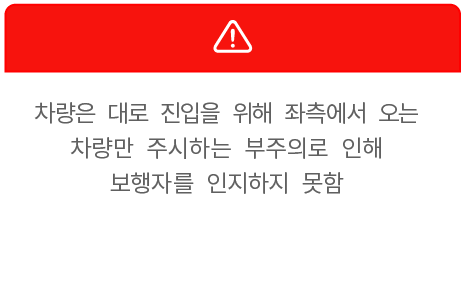 차량은 대로 진입을 위해 좌측에서 오는
차량만 주시하는 부주의로 인해
보행자를 인지하지 못함